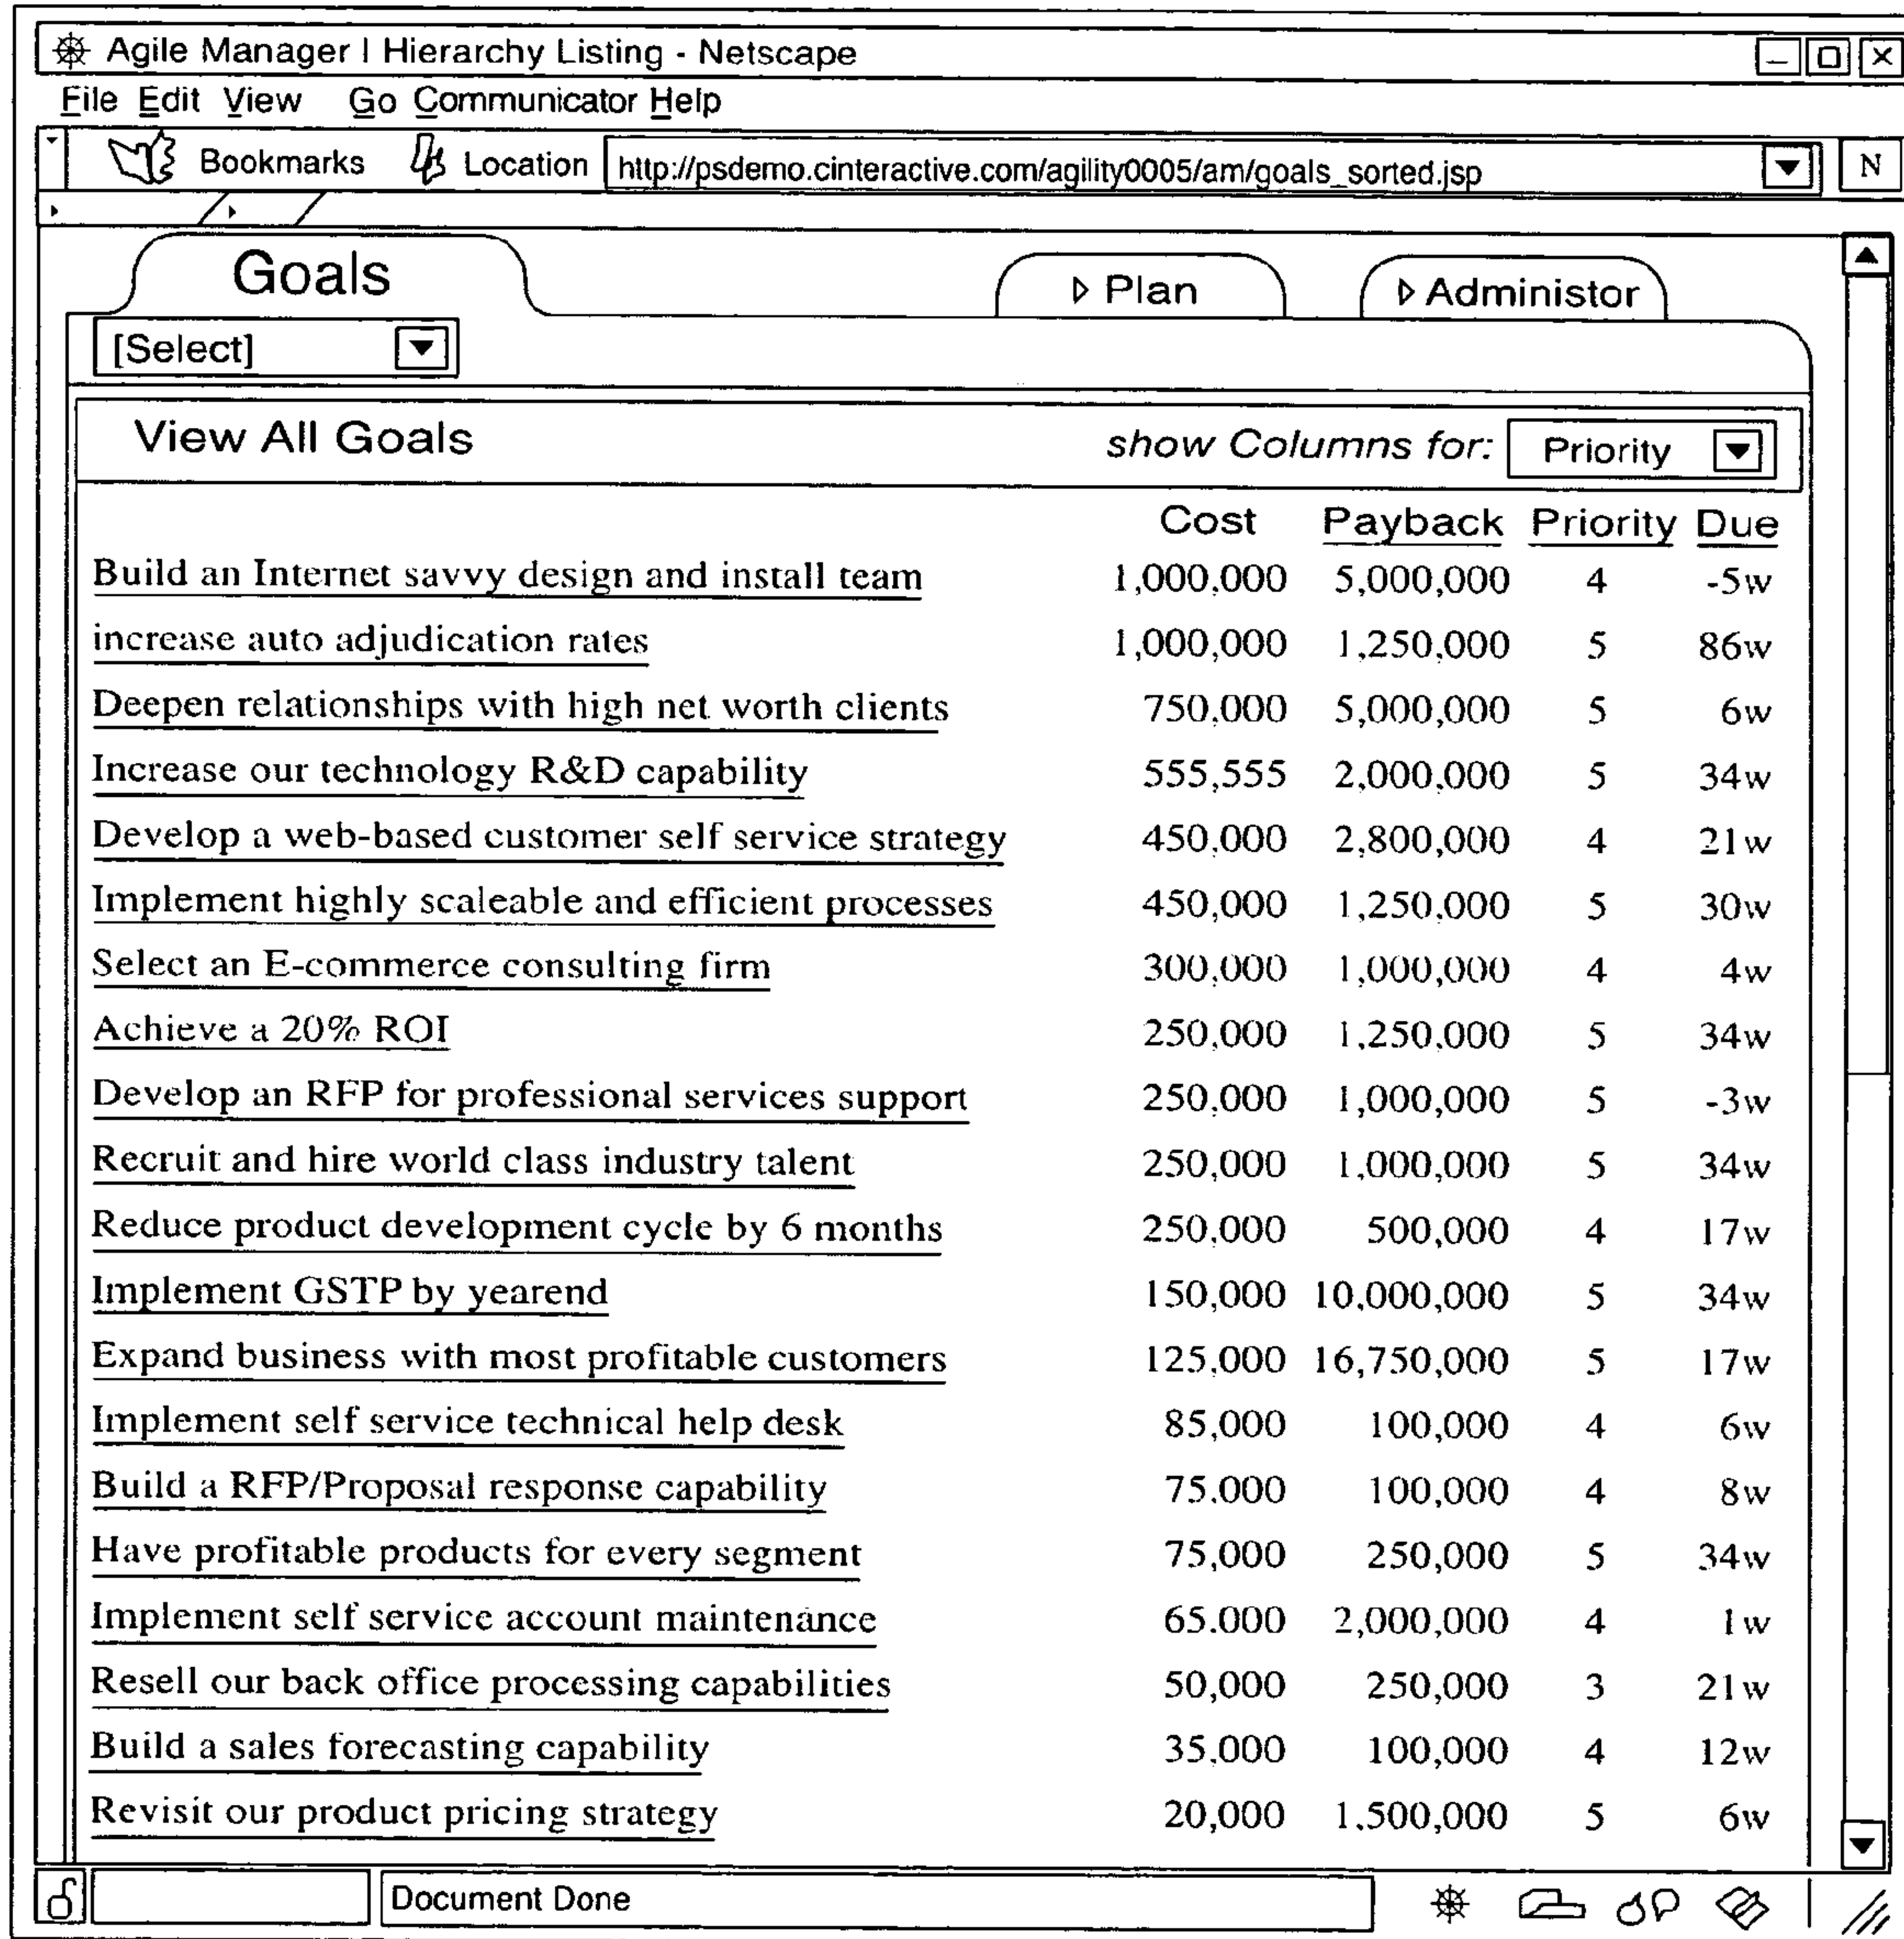 Agile Manager I Hierarchy Listing - Netscape
File Edit View Go Communicator Help
Bookmarks Location http://psdemo.cinteractive.com/agility0005/am/goals_sorted.jsp N
Goals Plan Administor
[Select]
View All Goals show Columns for: Priority
Cost Payback Priority Due
Build an Internet savvy design and install team 1,000,000 5,000,000 4 -5w
increase auto adjudication rates 1,000,000 1,250,000 5 86w
Deepen relationships with high net worth clients 750,000 5,000,000 5 6w
Increase our technology R&D capability 555,555 2,000,000 5 34w
Develop a web-based customer self service strategy 450,000 2,800,000 4 21w
Implement highly scaleable and efficient processes 450,000 1,250,000 5 30w
Select an E-commerce consulting firm 300,000 1,000,000 4 4w
Achieve a 20% ROI 250,000 1,250,000 5 34w
Develop an RFP for professional services support 250,000 1,000,000 5 -3w
Recruit and hire world class industry talent 250,000 1,000,000 5 34w
Reduce product development cycle by 6 months 250,000 500,000 4 17w
Implement GSTP by yearend 150,000 10,000,000 5 34w
Expand business with most profitable customers 125,000 16,750,000 5 17w
Implement self service technical help desk 85,000 100,000 4 6w
Build a RFP/Proposal response capability 75,000 100,000 4 8w
Have profitable products for every segment 75,000 250,000 5 34w
Implement self service account maintenance 65,000 2,000,000 4 1w
Resell our back office processing capabilities 50,000 250,000 3 21w
Build a sales forecasting capability 35,000 100,000 4 12w
Revisit our product pricing strategy 20,000 1,500,000 5 6w
Document Done